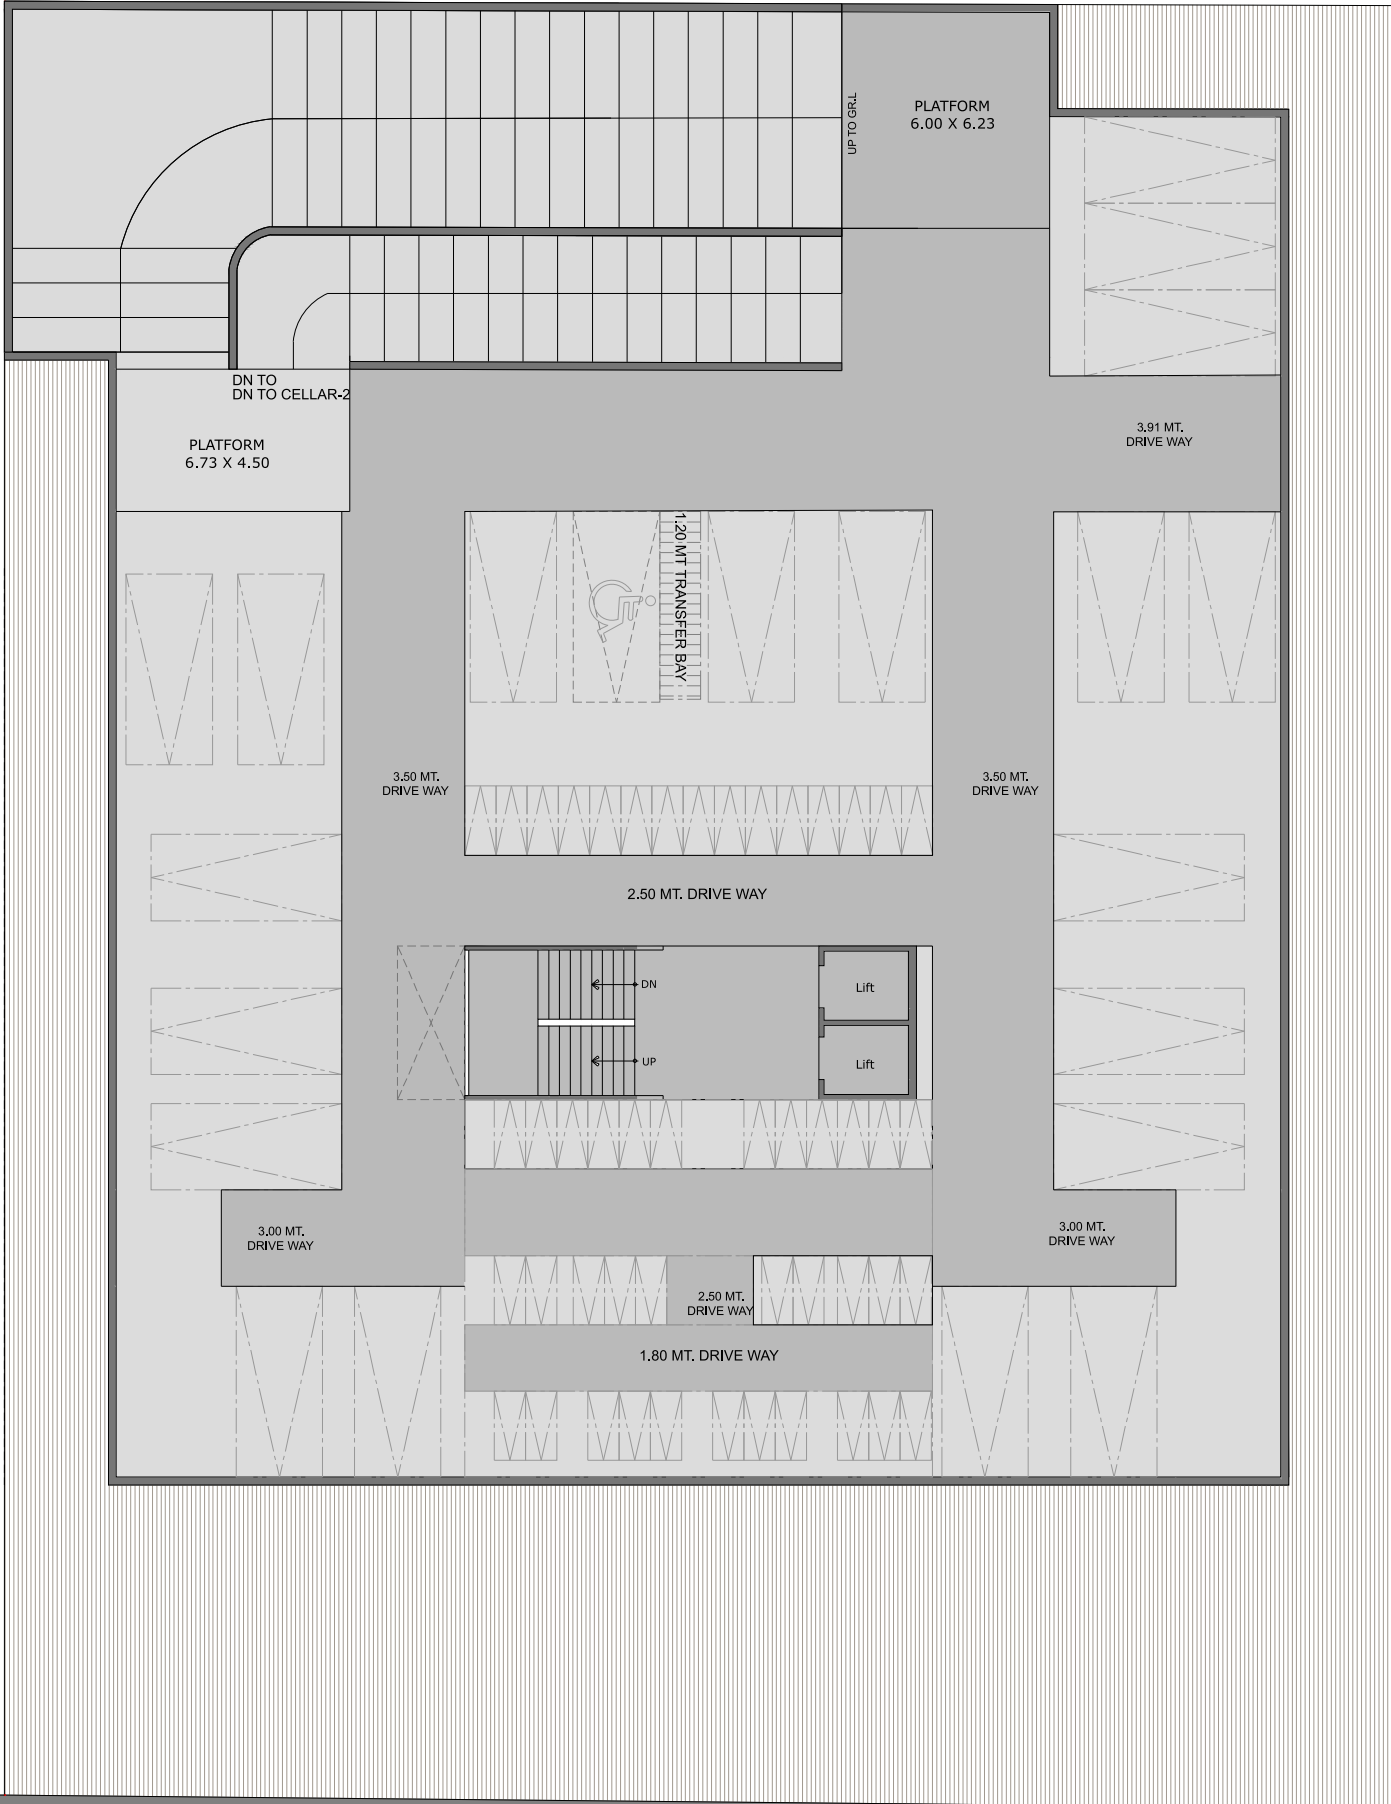 PLATFORM
6.00 X 6.23
UP TO GR.L
DN TO
DN TO CELLAR-2
PLATFORM
6.73 X 4.50
3.91 MT.
DRIVE WAY
1.20 MT TRANSFER BAY
3.50 MT.
DRIVE WAY
3.50 MT.
DRIVE WAY
2.50 MT. DRIVE WAY
DN
Lift
UP
Lift
3.00 MT.
DRIVE WAY
3.00 MT.
DRIVE WAY
2.50 MT.
DRIVE WAY
1.80 MT. DRIVE WAY